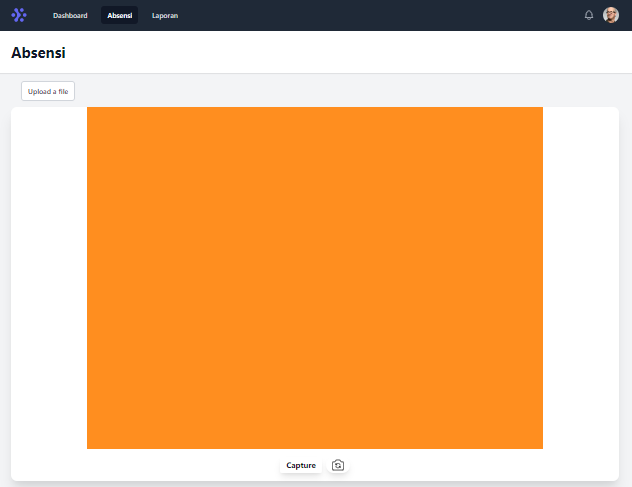 Dashboard Absensi Laporan
Absensi
Upload a file
Capture